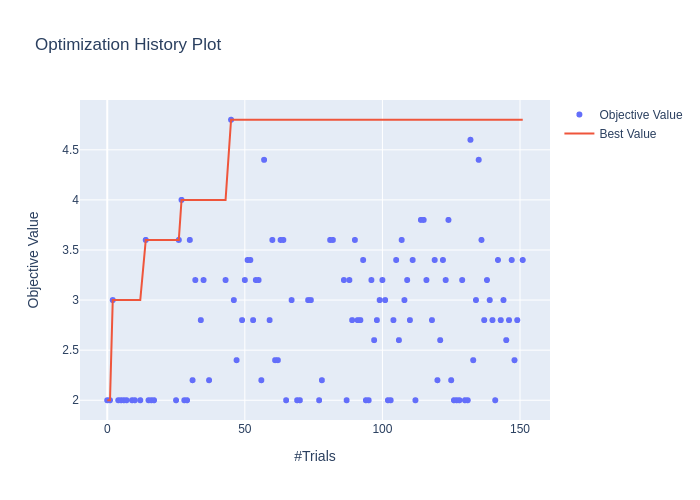 Optimization History Plot
Objective Value
Best Value
4.5
4
3.5
3
2.5
2
0
50
100
150
#Trials
Objective Value